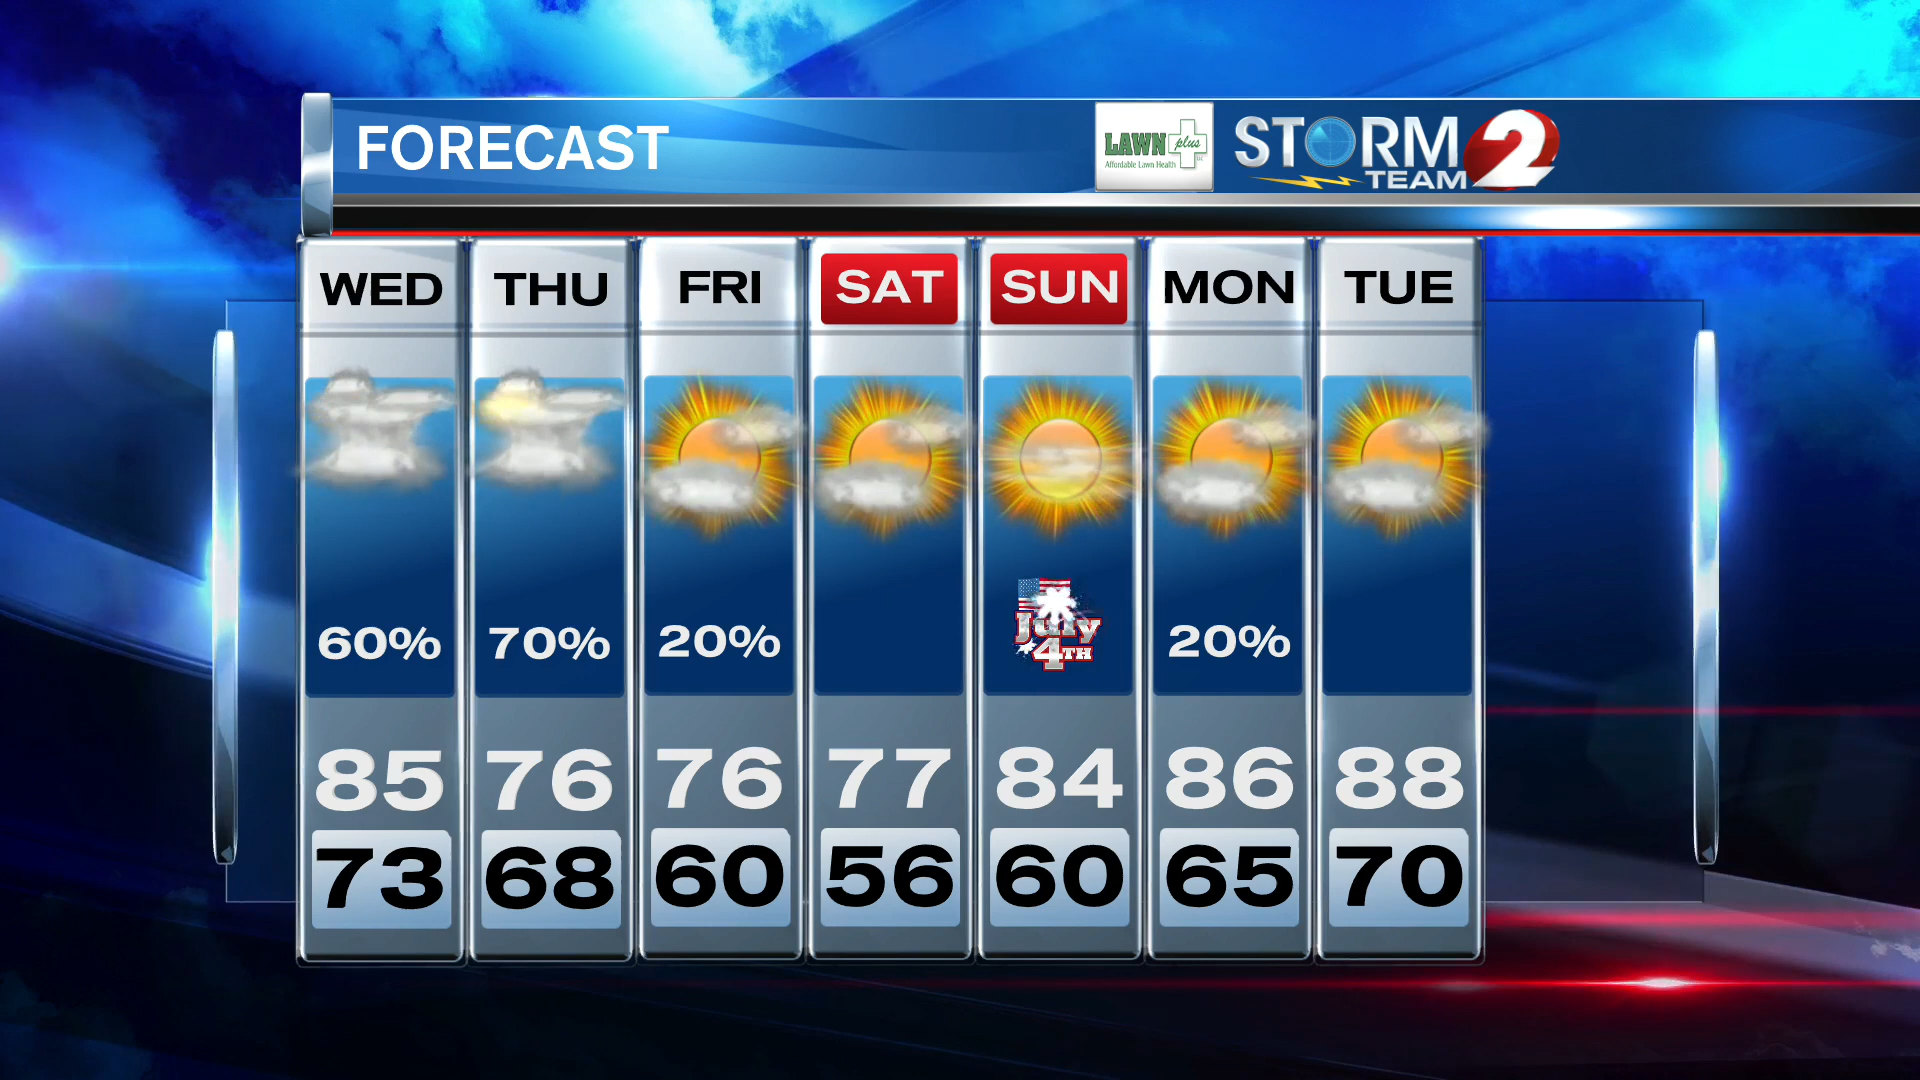 FORECAST
LAWN plus
Affordable Lawn Health
STORM
TEAM 2
WED THU FRI SAT SUN MON TUE
60% 70% 20% July 4TH 20%
85 76 76 77 84 86 88
73 68 60 56 60 65 70